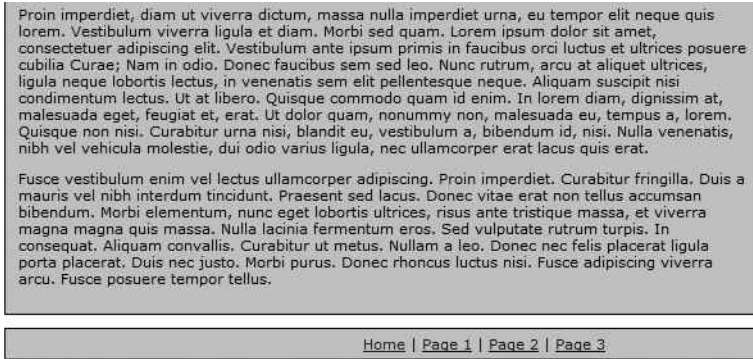 Proin imperdiet, diam ut viverra dictum, massa nulla imperdiet urna, eu tempor elit neque quis
lorem. Vestibulum viverra ligula et diam. Morbi sed quam. Lorem ipsum dolor sit amet,
consectetuer adipiscing elit. Vestibulum ante ipsum primis in faucibus orci luctus et ultrices posuere
cubilia Curae; Nam in odio. Donec faucibus sem sed leo. Nunc rutrum, arcu at aliquet ultrices,
ligula neque lobortis lectus, in venenatis sem elit pellentesque neque. Aliquam suscipit nisi
condimentum lectus. Ut at libero. Quisque commodo quam id enim. In lorem diam, dignissim at,
malesuada eget, feugiat et, erat. Ut dolor quam, nonummy non, malesuada eu, tempus a, lorem.
Quisque non nisi. Curabitur urna nisi, blandit eu, vestibulum a, bibendum id, nisi. Nulla venenatis,
nibh vel vehicula molestie, dui odio varius ligula, nec ullamcorper erat lacus quis erat.
Fusce vestibulum enim vel lectus ullamcorper adipiscing. Proin imperdiet. Curabitur fringilla. Duis a
mauris vel nibh interdum tincidunt. Praesent sed lacus. Donec vitae erat non tellus accumsan
bibendum. Morbi elementum, nunc eget lobortis ultrices, risus ante tristique massa, et viverra
magna magna quis massa. Nulla lacinia fermentum eros. Sed vulputate rutrum turpis. In
consequat. Aliquam convallis. Curabitur ut metus. Nullam a leo. Donec nec felis placerat ligula
porta placerat. Duis nec justo. Morbi purus. Donec rhoncus luctus nisi. Fusce adipiscing viverra
arcu. Fusce posuere tempor tellus.
Home | Page 1 | Page 2 | Page 3